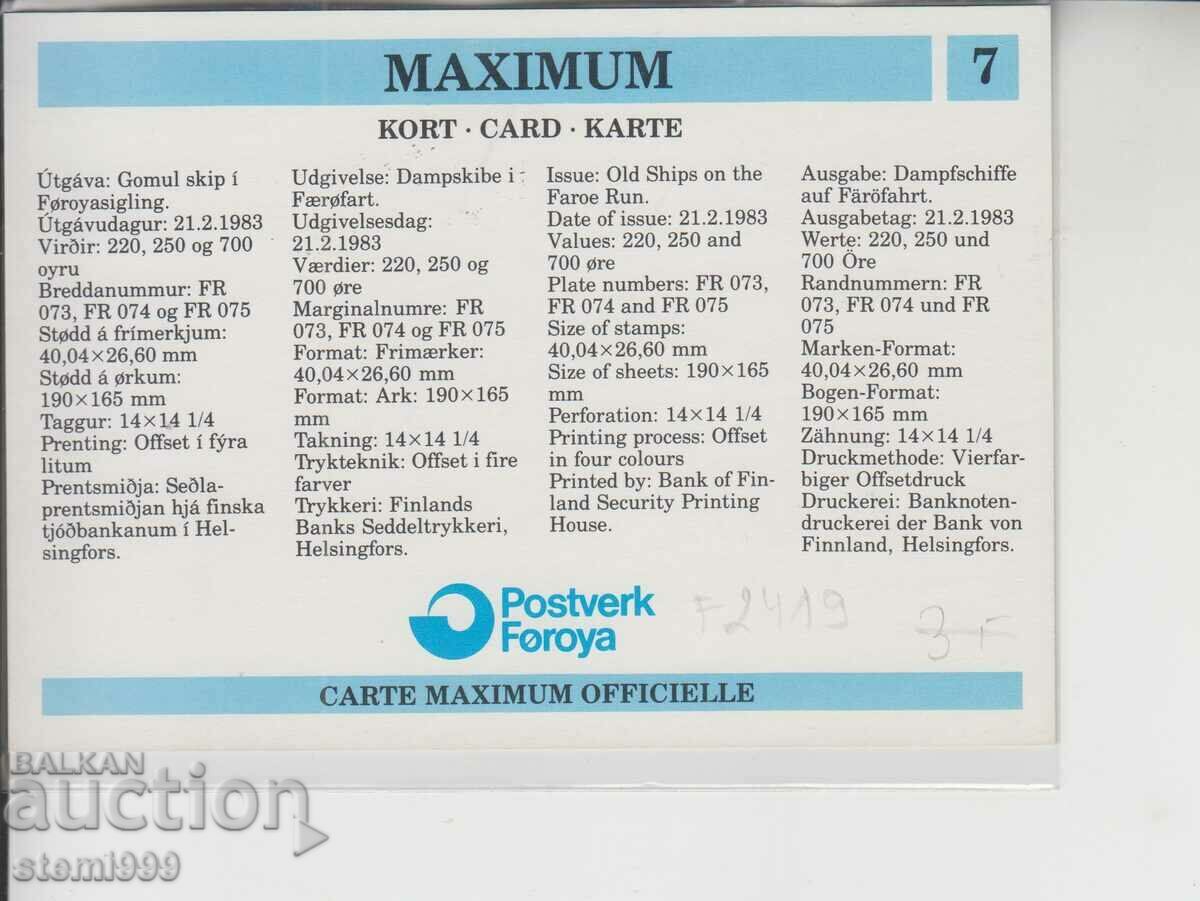 MAXIMUM
7
KORT · CARD · KARTE
Útgáva: Gomul skip í
Føroyasigling.
Útgávudagur: 21.2.1983
Virðir: 220, 250 og 700
oyru
Breddanummur: FR
073, FR 074 og FR 075
Stødd á frímerkjum:
40,04×26,60 mm
Stødd á ørkum:
190×165 mm
Taggur: 14×14 1/4
Prenting: Offset í fýra
litum
Prentsmiðja: Seðla-
prentsmiðjan hjá finska
tjóðbankanum í Hel-
singfors.
Udgivelse: Dampskibe i
Færøfart.
Udgivelsesdag:
21.2.1983
Værdier: 220, 250 og
700 øre
Marginalnumre: FR
073, FR 074 og FR 075
Format: Frimærker:
40,04×26,60 mm
Format: Ark: 190×165
mm
Takning: 14×14 1/4
Trykteknik: Offset i fire
farver
Trykkeri: Finlands
Banks Seddeltrykkeri,
Helsingfors.
Issue: Old Ships on the
Faroe Run.
Date of issue: 21.2.1983
Values: 220, 250 and
700 øre
Plate numbers: FR 073,
FR 074 and FR 075
Size of stamps:
40,04×26,60 mm
Size of sheets: 190×165
mm
Perforation: 14×14 1/4
Printing process: Offset
in four colours
Printed by: Bank of Fin-
land Security Printing
House.
Ausgabe: Dampfschiffe
auf Färöfahrt.
Ausgabetag: 21.2.1983
Werte: 220, 250 und
700 Öre
Randnummern: FR
073, FR 074 und FR
075
Marken-Format:
40,04×26,60 mm
Bogen-Format:
190×165 mm
Zähnung: 14×14 1/4
Druckmethode: Vierfar-
biger Offsetdruck
Druckerei: Banknoten-
druckerei der Bank von
Finnland, Helsingfors.
Postverk
Føroya
F2419
CARTE MAXIMUM OFFICIELLE
BALKAN
auction
stemi999